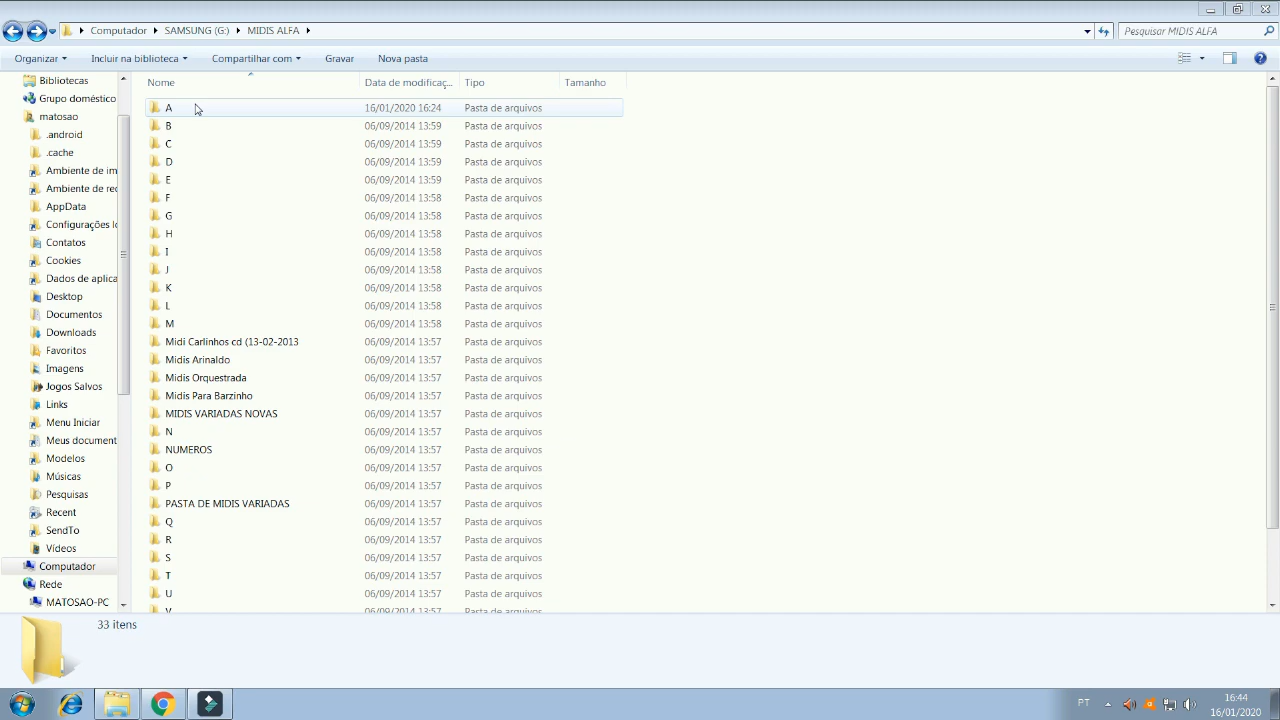 Computador SAMSUNG (G:) MIDIS ALFA
Pesquisar MIDIS ALFA
Organizar Incluir na biblioteca Compartilhar com Gravar Nova pasta
Bibliotecas
Grupo doméstico
matosao
.android
.cache
Ambiente de im
Ambiente de red
AppData
Configurações lo
Contatos
Cookies
Dados de aplica
Desktop
Documentos
Downloads
Favoritos
Imagens
Jogos Salvos
Links
Menu Iniciar
Meus document
Modelos
Músicas
Pesquisas
Recent
SendTo
Vídeos
Computador
Rede
MATOSAO-PC
Nome Data de modificaç... Tipo Tamanho
A 16/01/2020 16:24 Pasta de arquivos
B 06/09/2014 13:59 Pasta de arquivos
C 06/09/2014 13:59 Pasta de arquivos
D 06/09/2014 13:59 Pasta de arquivos
E 06/09/2014 13:59 Pasta de arquivos
F 06/09/2014 13:58 Pasta de arquivos
G 06/09/2014 13:58 Pasta de arquivos
H 06/09/2014 13:58 Pasta de arquivos
I 06/09/2014 13:58 Pasta de arquivos
J 06/09/2014 13:58 Pasta de arquivos
K 06/09/2014 13:58 Pasta de arquivos
L 06/09/2014 13:58 Pasta de arquivos
M 06/09/2014 13:58 Pasta de arquivos
Midi Carlinhos cd (13-02-2013 06/09/2014 13:57 Pasta de arquivos
Midis Arinaldo 06/09/2014 13:57 Pasta de arquivos
Midis Orquestrada 06/09/2014 13:57 Pasta de arquivos
Midis Para Barzinho 06/09/2014 13:57 Pasta de arquivos
MIDIS VARIADAS NOVAS 06/09/2014 13:57 Pasta de arquivos
N 06/09/2014 13:57 Pasta de arquivos
NUMEROS 06/09/2014 13:57 Pasta de arquivos
O 06/09/2014 13:57 Pasta de arquivos
P 06/09/2014 13:57 Pasta de arquivos
PASTA DE MIDIS VARIADAS 06/09/2014 13:57 Pasta de arquivos
Q 06/09/2014 13:57 Pasta de arquivos
R 06/09/2014 13:57 Pasta de arquivos
S 06/09/2014 13:57 Pasta de arquivos
T 06/09/2014 13:57 Pasta de arquivos
U 06/09/2014 13:57 Pasta de arquivos
V 06/09/2014 13:57 Pasta de arquivos
33 itens
PT
16:44
16/01/2020